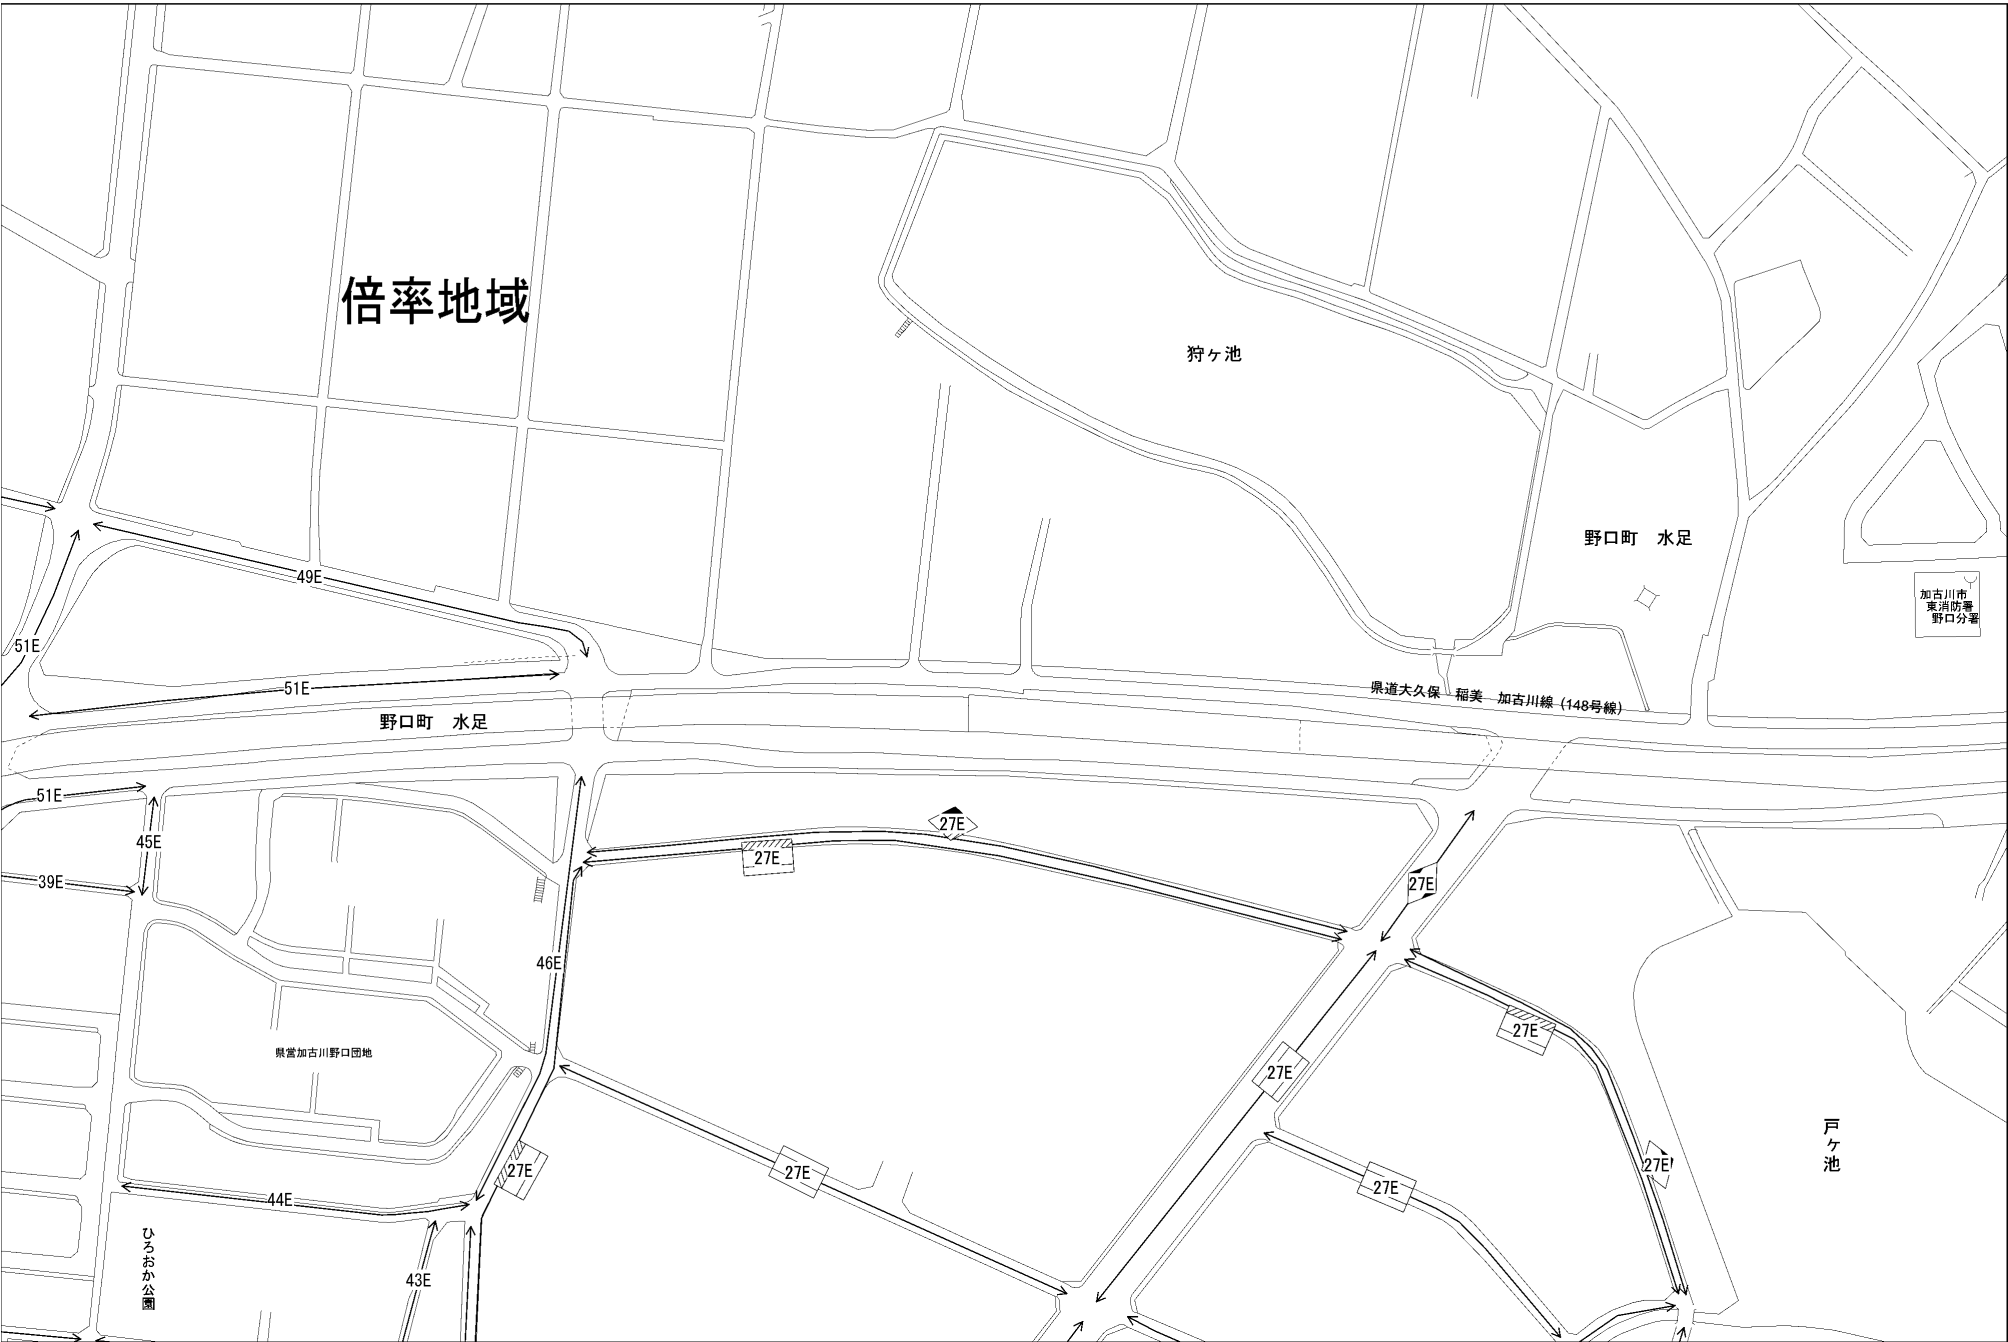 倍率地域
狩ヶ池
野口町　水足
加古川市
東消防署
野口分署
49E
51E
51E
県道大久保　稲美　加古川線（148号線）
野口町　水足
51E
45E
27E
27E
39E
27E
46E
27E
県営加古川野口団地
27E
戸ヶ池
27E
27E
27E
27E
44E
ひろおか公園
43E